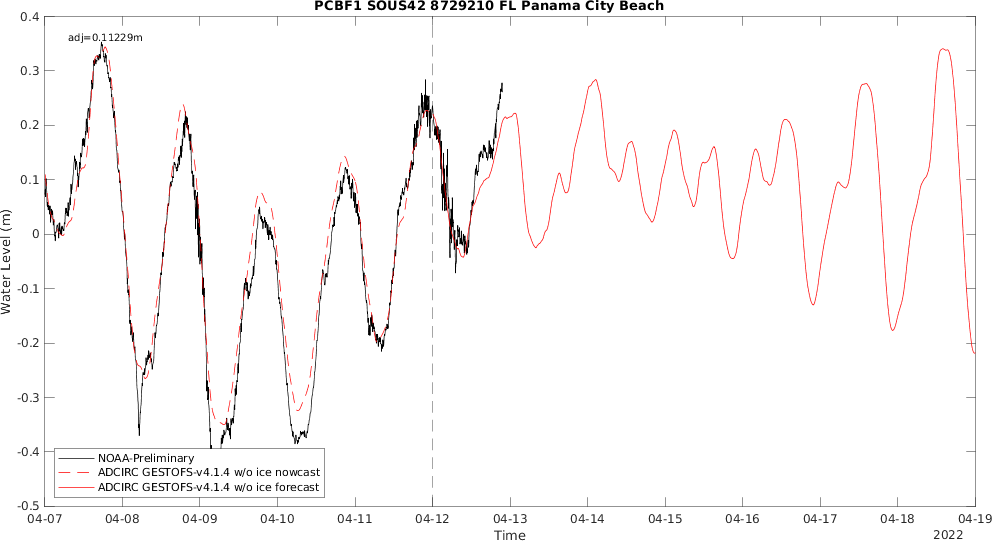 PCBF1 SOUS42 8729210 FL Panama City Beach
adj=0.11229m
0.4
0.3
0.2
0.1
0
-0.1
-0.2
-0.3
-0.4
-0.5
Water Level (m)
NOAA-Preliminary
ADCIRC GESTOFS-v4.1.4 w/o ice nowcast
ADCIRC GESTOFS-v4.1.4 w/o ice forecast
04-07 04-08 04-09 04-10 04-11 04-12 04-13 04-14 04-15 04-16 04-17 04-18 04-19
Time
2022